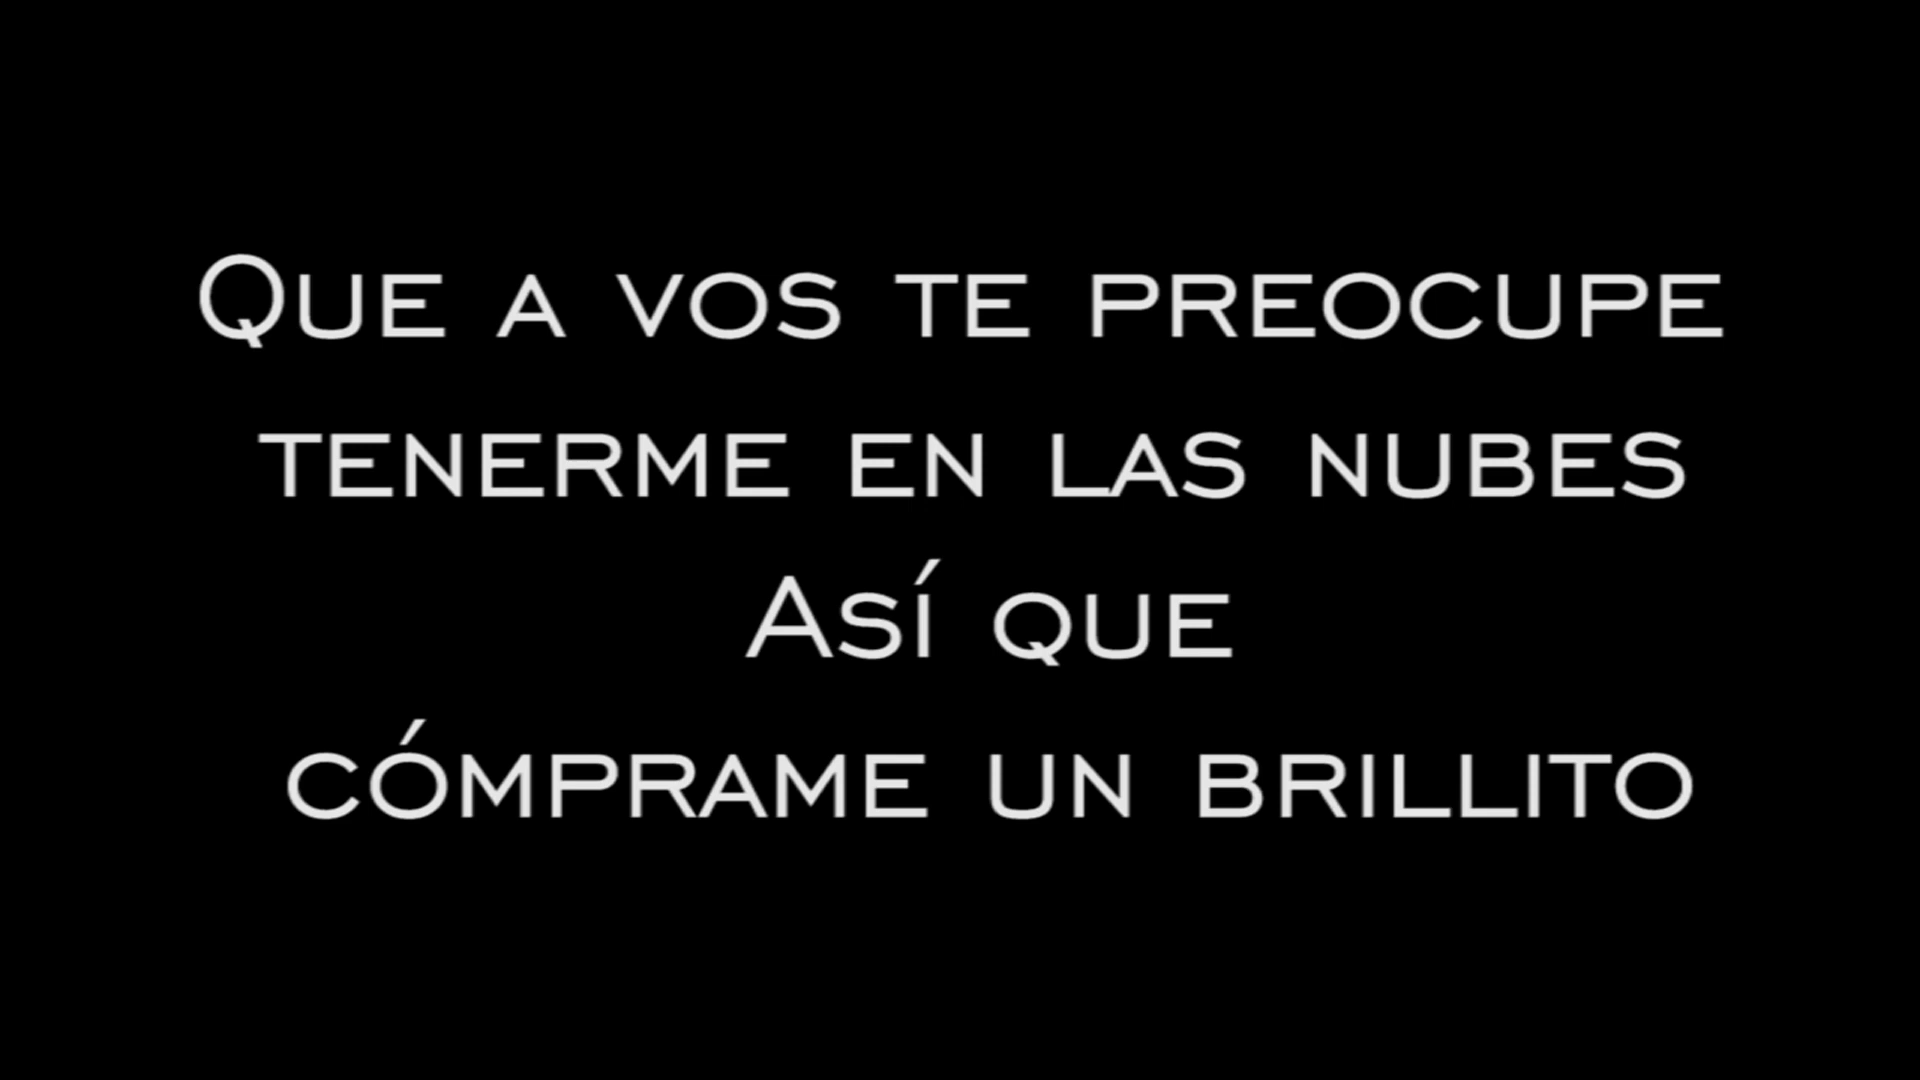 Que a vos te preocupe
tenerme en las nubes
Así que
cómprame un brillito